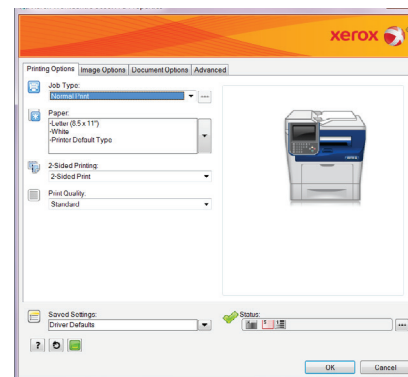 xerox
Printing Options Image Options Document Options Advanced
Job Type:
Normal Print
Paper:
-Letter (8.5 x 11")
-White
-Printer Default Type
2-Sided Printing:
2-Sided Print
Print Quality:
Standard
Saved Settings:
Driver Defaults
Status:
?
OK Cancel